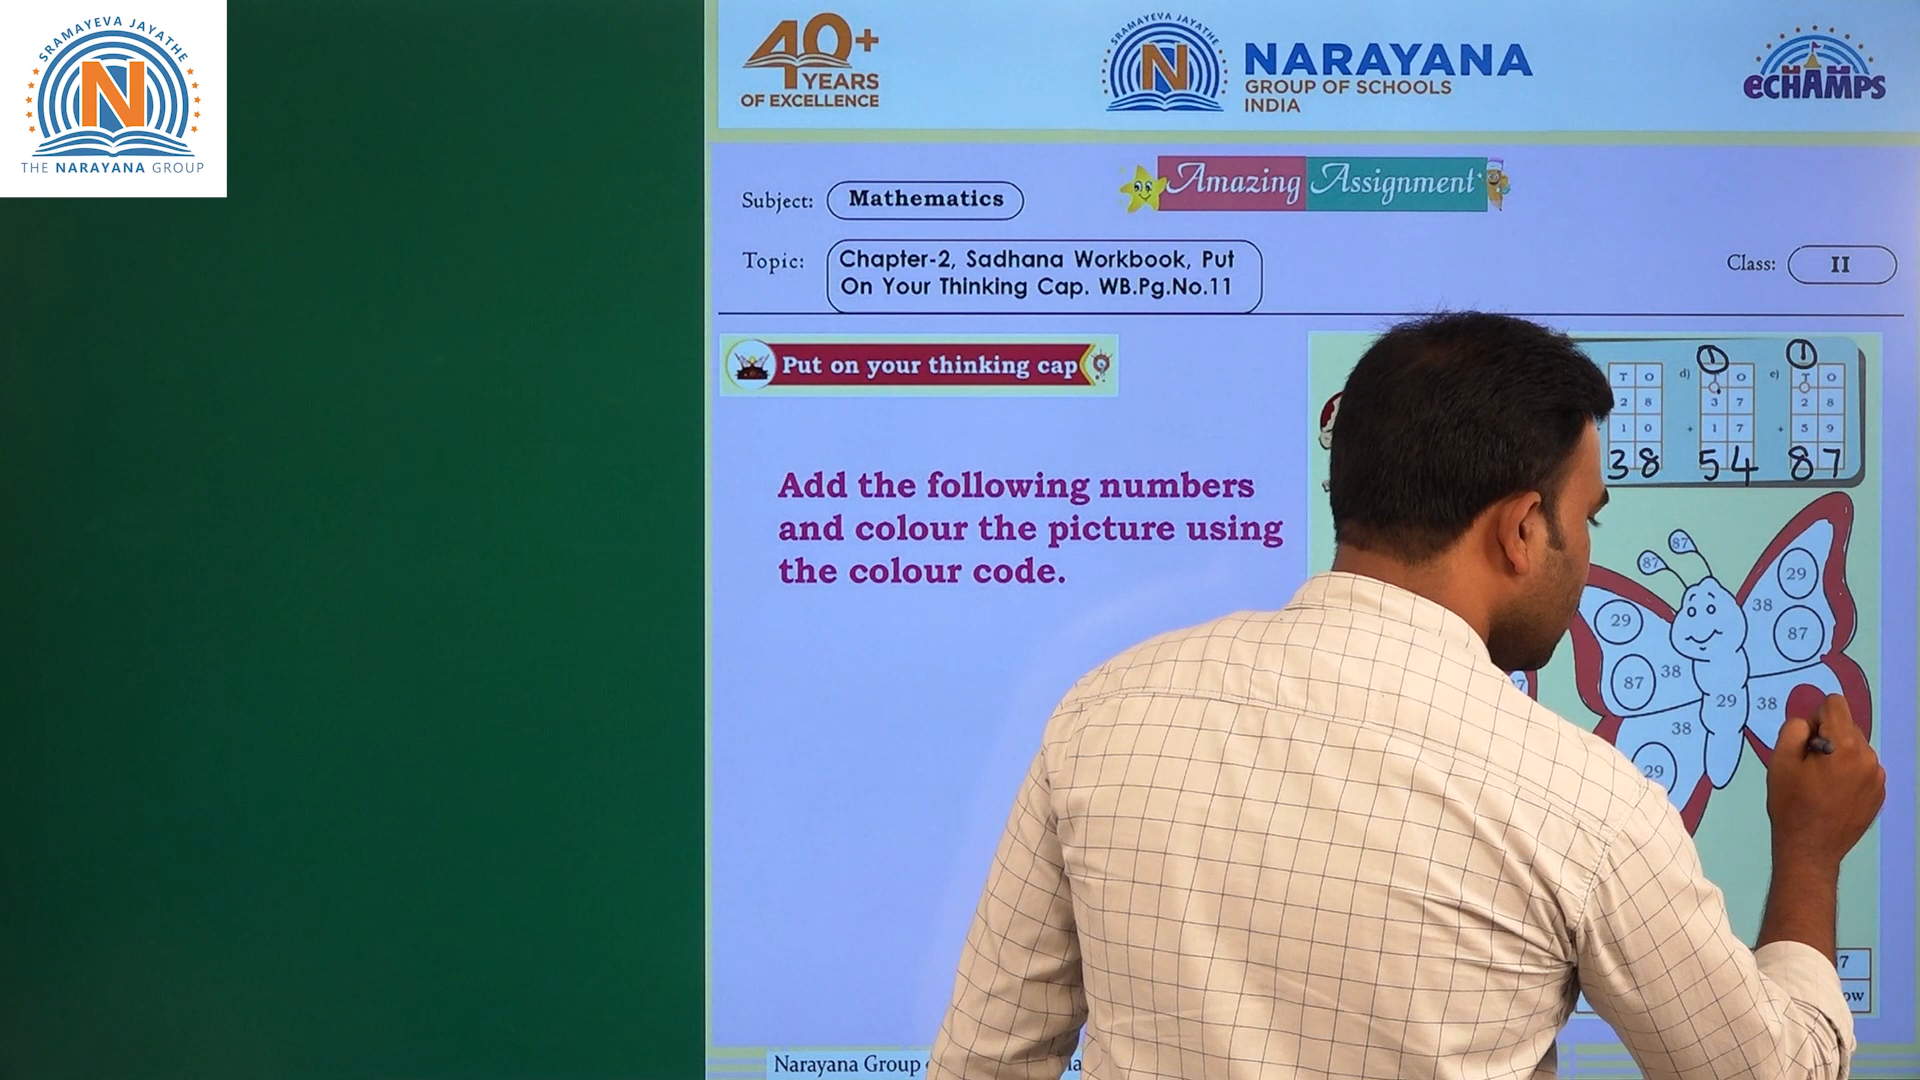 SRAMAYEVA JAYATHE
N
THE NARAYANA GROUP
40+
YEARS
OF EXCELLENCE
SRAMAYEVA JAYATHE
N
NARAYANA
GROUP OF SCHOOLS
INDIA
eCHAMPS
Amazing Assignment
Subject: Mathematics
Topic: Chapter-2, Sadhana Workbook, Put
On Your Thinking Cap. WB.Pg.No.11
Class: II
Put on your thinking cap
Add the following numbers
and colour the picture using
the colour code.
T O
2 8
1 0
38
d) 1
O
3 7
+ 1 7
54
e) 1
T O
2 8
+ 5 9
87
87
87
29
38
87
29
38
87
29
38
38
29
7
ow
Narayana Group